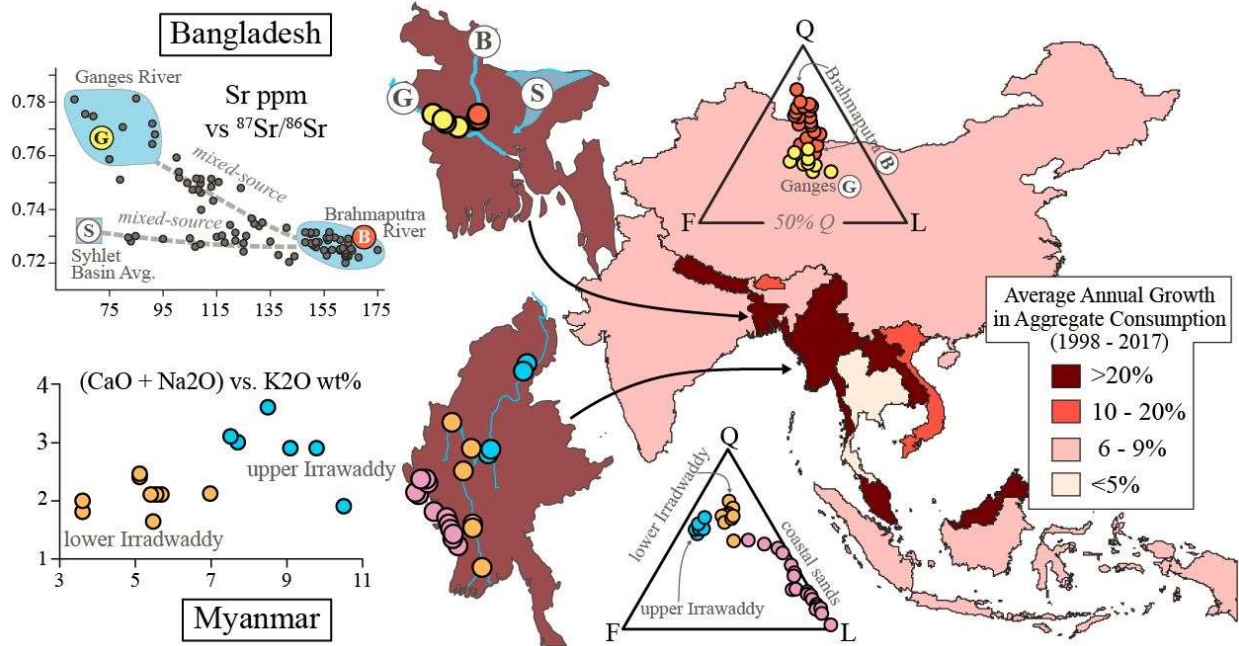 Bangladesh
Ganges River
Sr ppm
vs ⁸⁷Sr/⁸⁶Sr
0.78
0.76
0.74
0.72
G
mixed-source
mixed-source
S
Syhlet
Basin Avg.
Brahmaputra
River
B
75
95
115
135
155
175
B
G
S
Q
Brahmaputra
B
Ganges
G
F
50% Q
L
Average Annual Growth
in Aggregate Consumption
(1998 - 2017)
>20%
10 - 20%
6 - 9%
<5%
(CaO + Na2O) vs. K2O wt%
4
3
2
1
upper Irrawaddy
lower Irradwaddy
3
5
7
9
11
Myanmar
Q
lower Irradwaddy
coastal sands
upper Irrawaddy
F
L